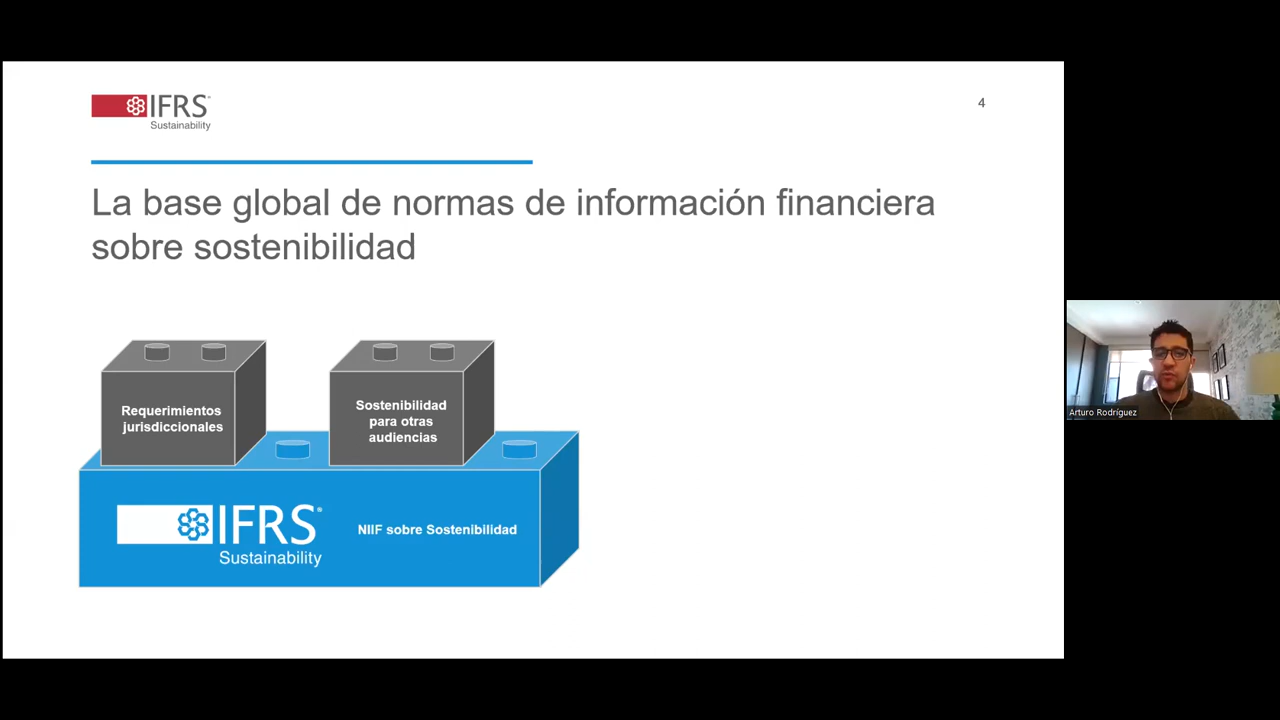 IFRS
Sustainability
4
La base global de normas de información financiera
sobre sostenibilidad
Requerimientos
jurisdiccionales
Sostenibilidad
para otras
audiencias
IFRS®
Sustainability
NIIF sobre Sostenibilidad
Arturo Rodríguez